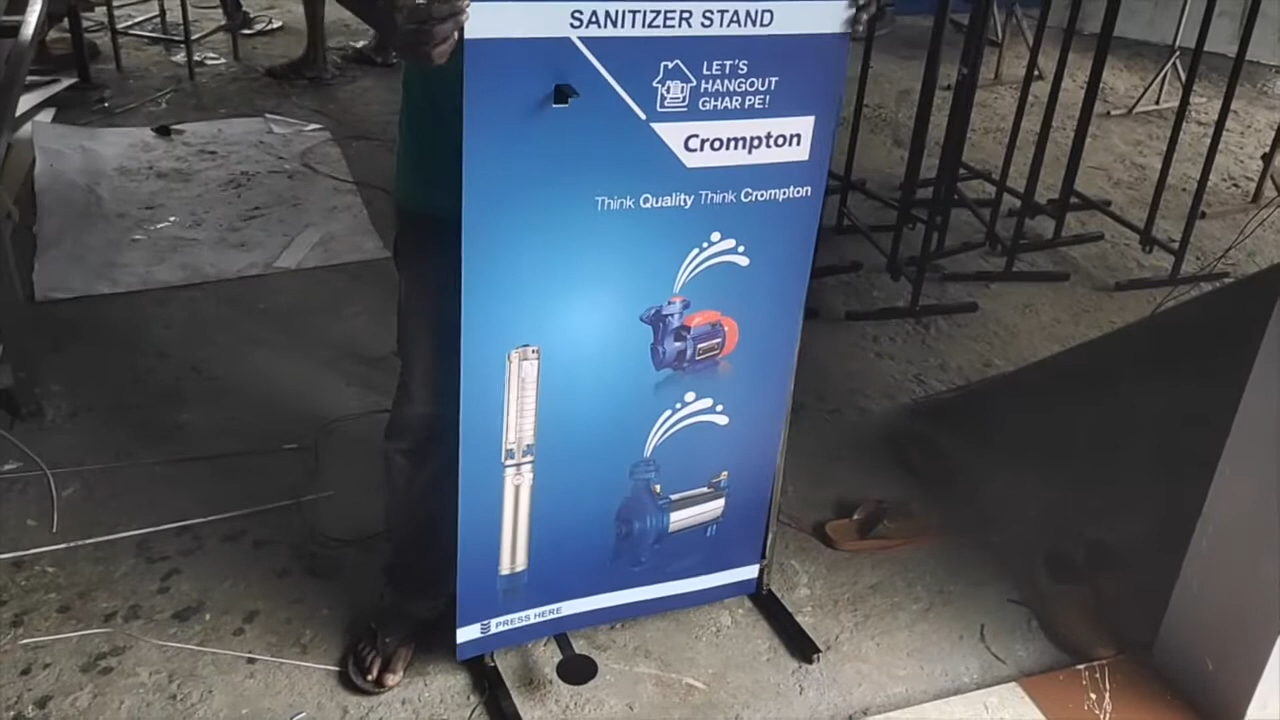 SANITIZER STAND
LET'S
HANGOUT
GHAR PE!
Crompton
Think Quality Think Crompton
PRESS HERE